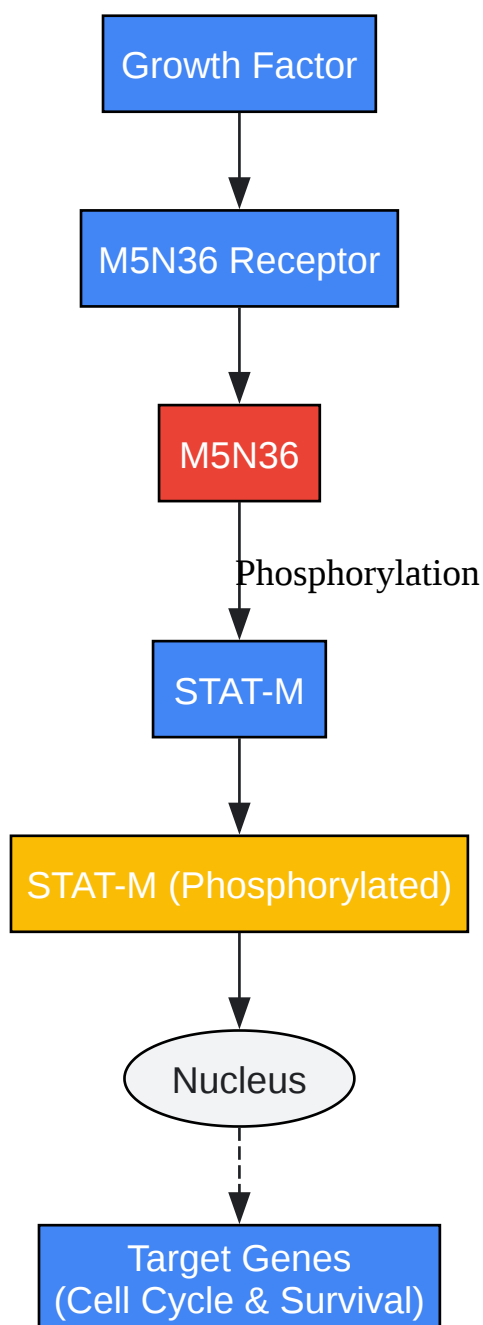 Growth Factor
M5N36 Receptor
M5N36
Phosphorylation
STAT-M
STAT-M (Phosphorylated)
Nucleus
Target Genes
(Cell Cycle & Survival)